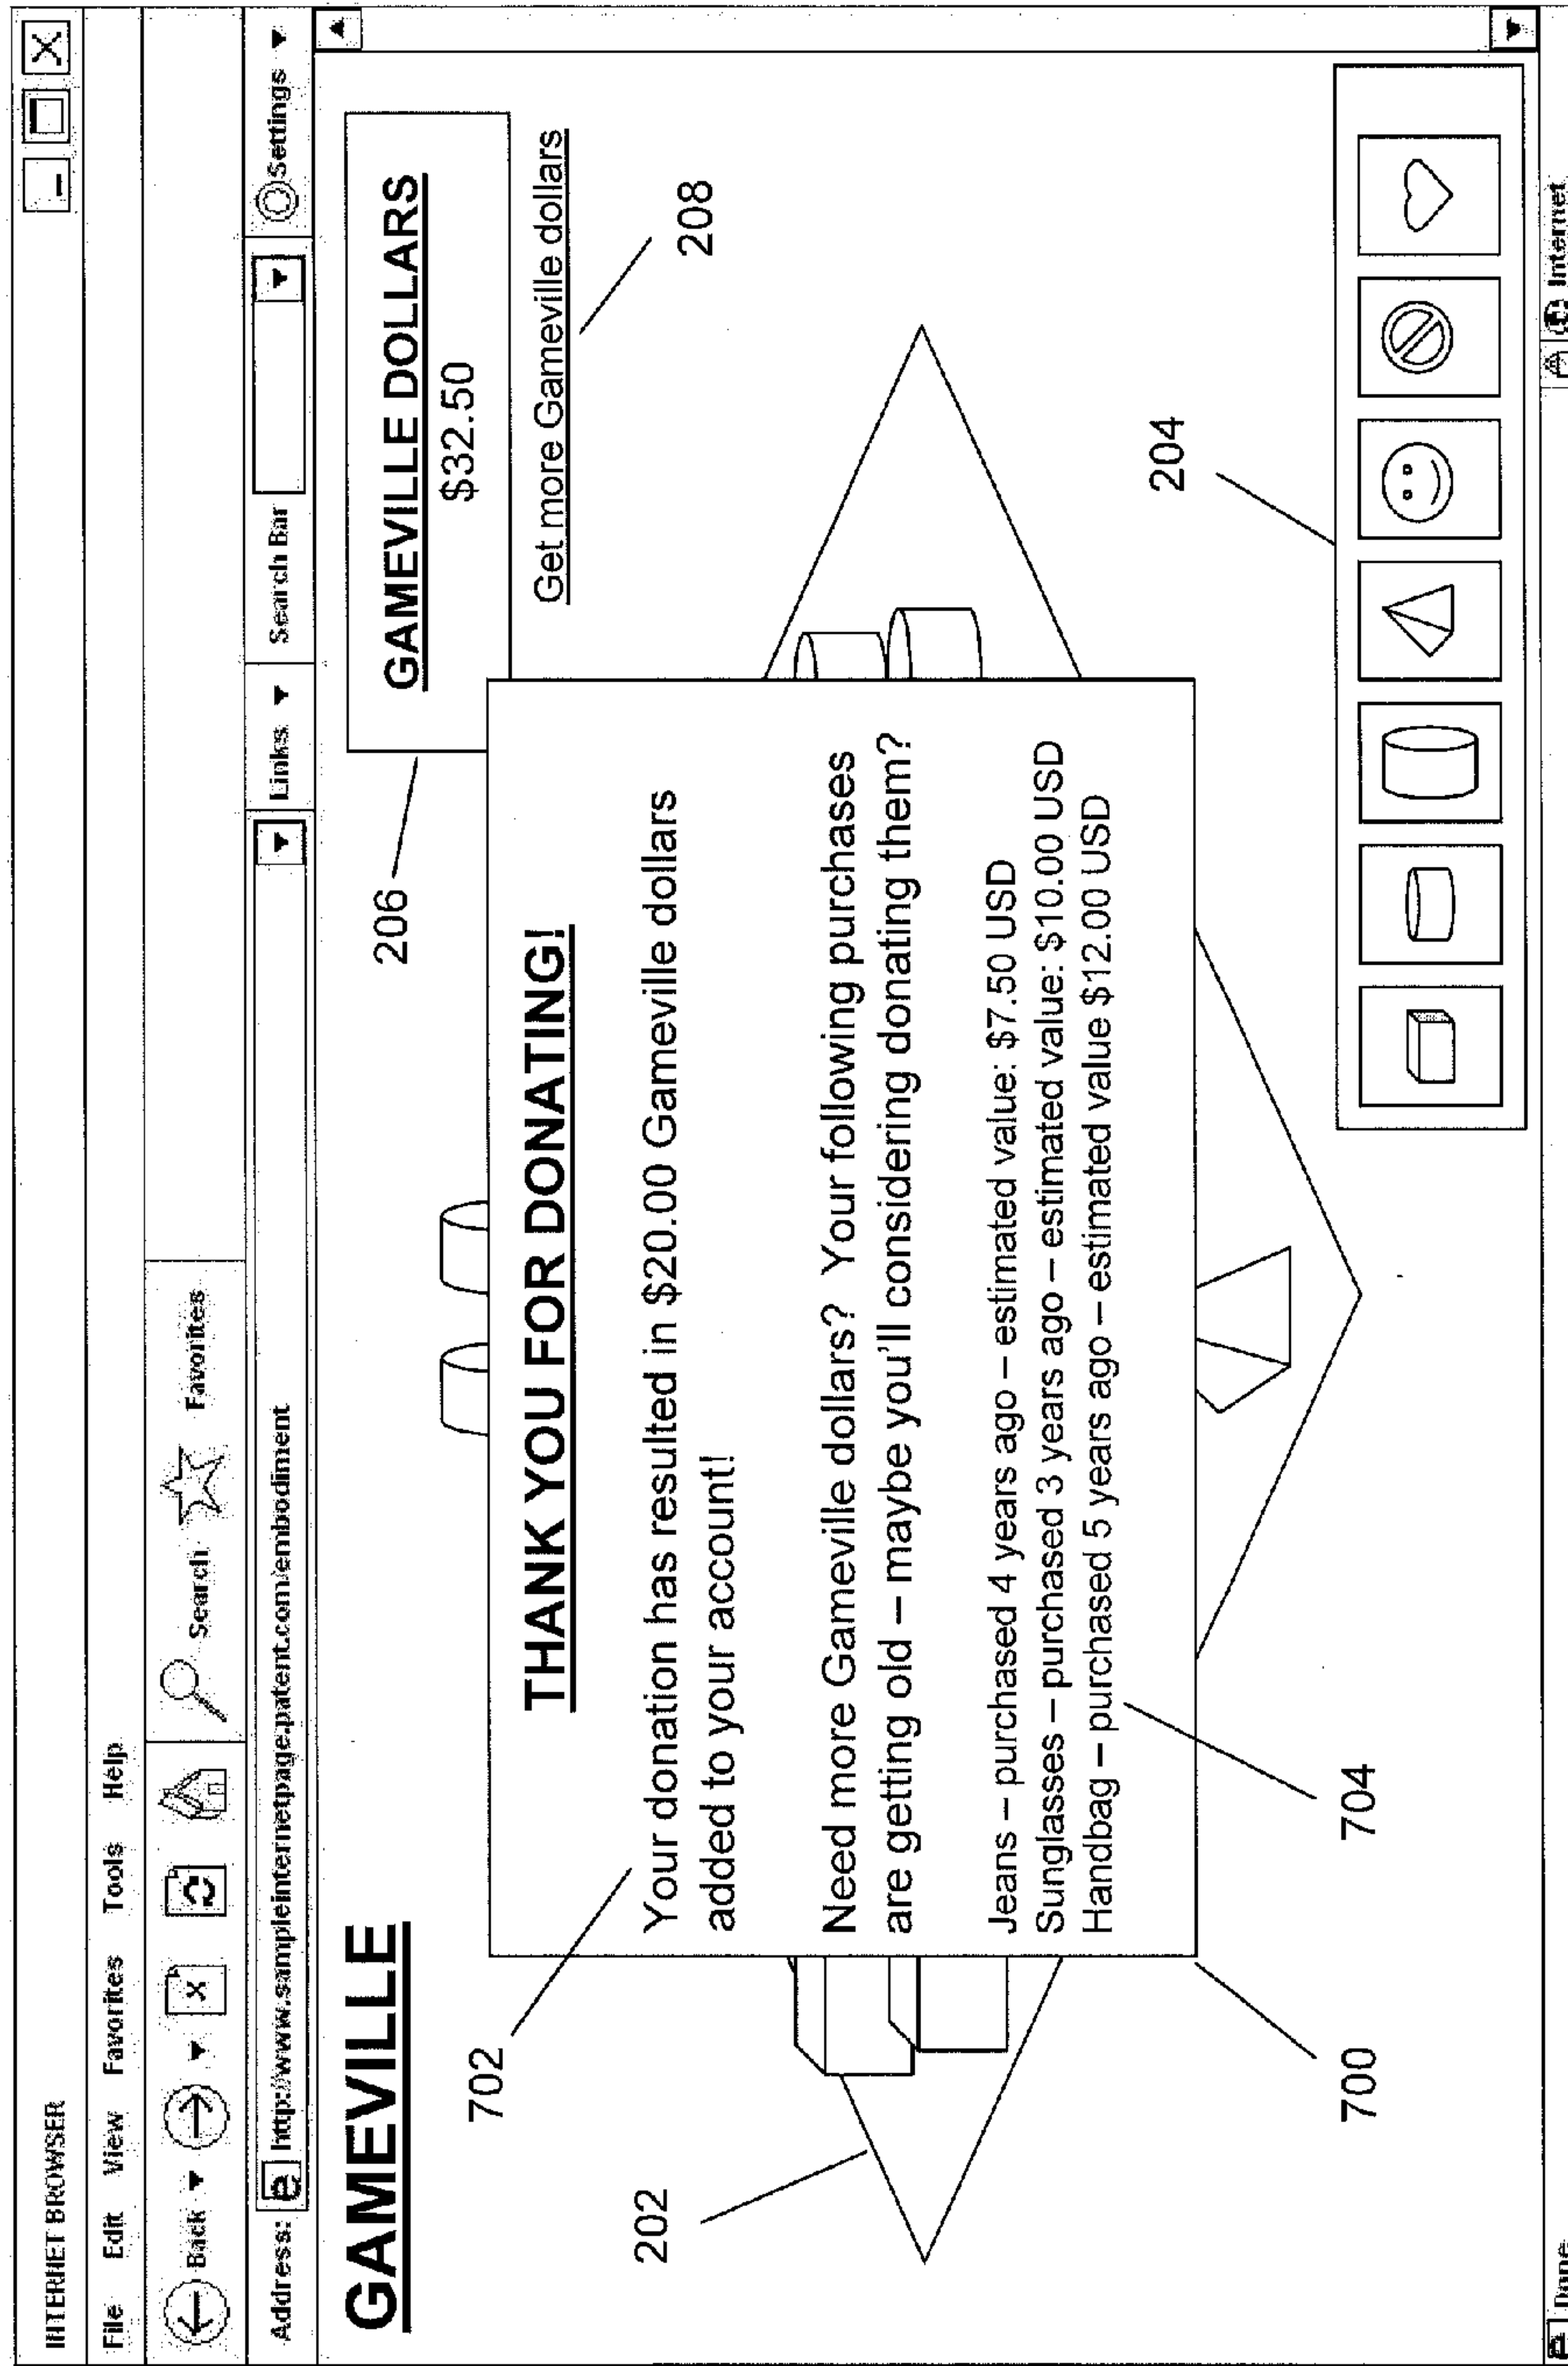 INTERNET BROWSER
File Edit View Favorites Tools Help
Back Search Favorites
Address: http://www.sampleinternetpage.patent.com/embodiment Links Search Bar Settings
GAMEVILLE
GAMEVILLE DOLLARS
$32.50
206
Get more Gameville dollars
208
702
THANK YOU FOR DONATING!
Your donation has resulted in $20.00 Gameville dollars
added to your account!
Need more Gameville dollars? Your following purchases
are getting old – maybe you'll considering donating them?
Jeans – purchased 4 years ago – estimated value: $7.50 USD
Sunglasses – purchased 3 years ago – estimated value: $10.00 USD
Handbag – purchased 5 years ago – estimated value $12.00 USD
202
204
700
704
Done Internet